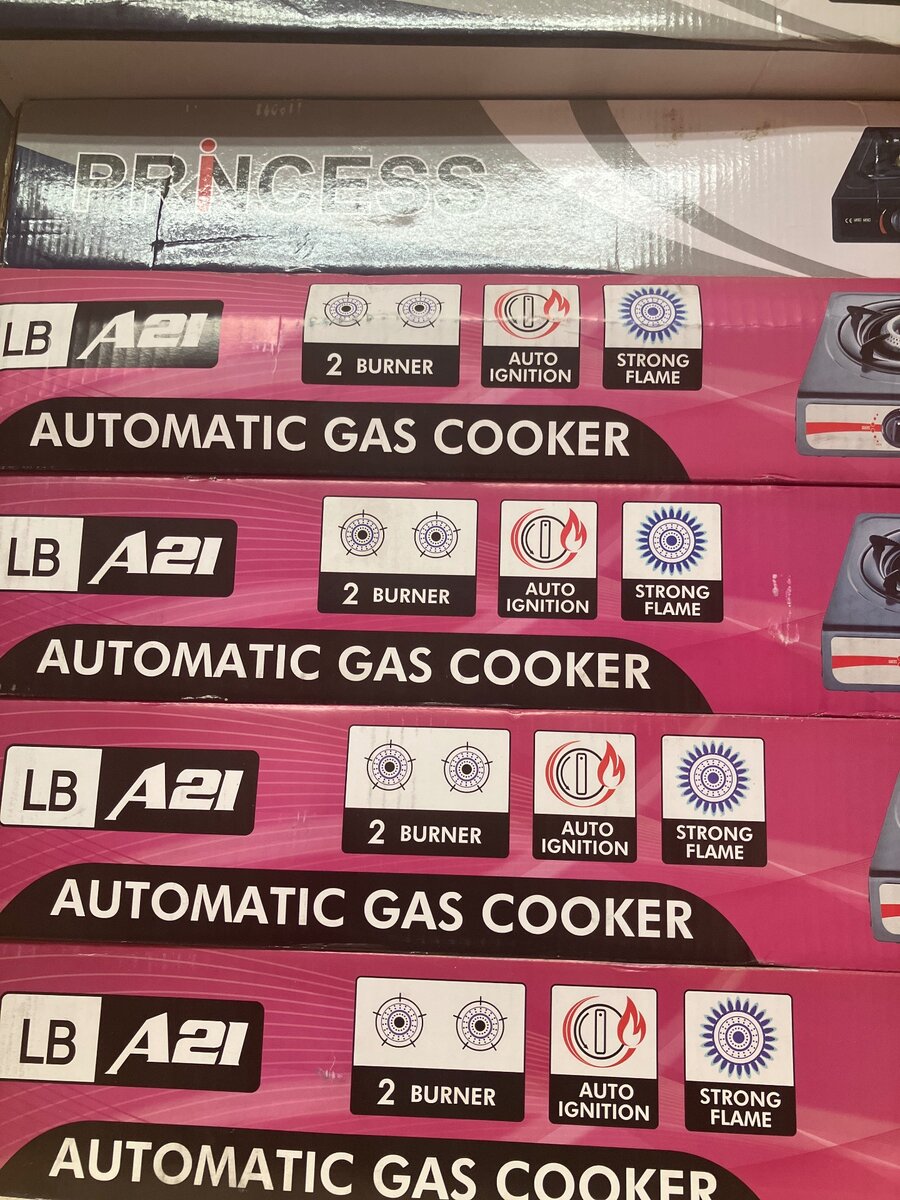 PRiNCESS
LB A21
2 BURNER
AUTO
IGNITION
STRONG
FLAME
AUTOMATIC GAS COOKER
LB A21
2 BURNER
AUTO
IGNITION
STRONG
FLAME
AUTOMATIC GAS COOKER
LB A21
2 BURNER
AUTO
IGNITION
STRONG
FLAME
AUTOMATIC GAS COOKER
LB A21
2 BURNER
AUTO
IGNITION
STRONG
FLAME
AUTOMATIC GAS COOKER